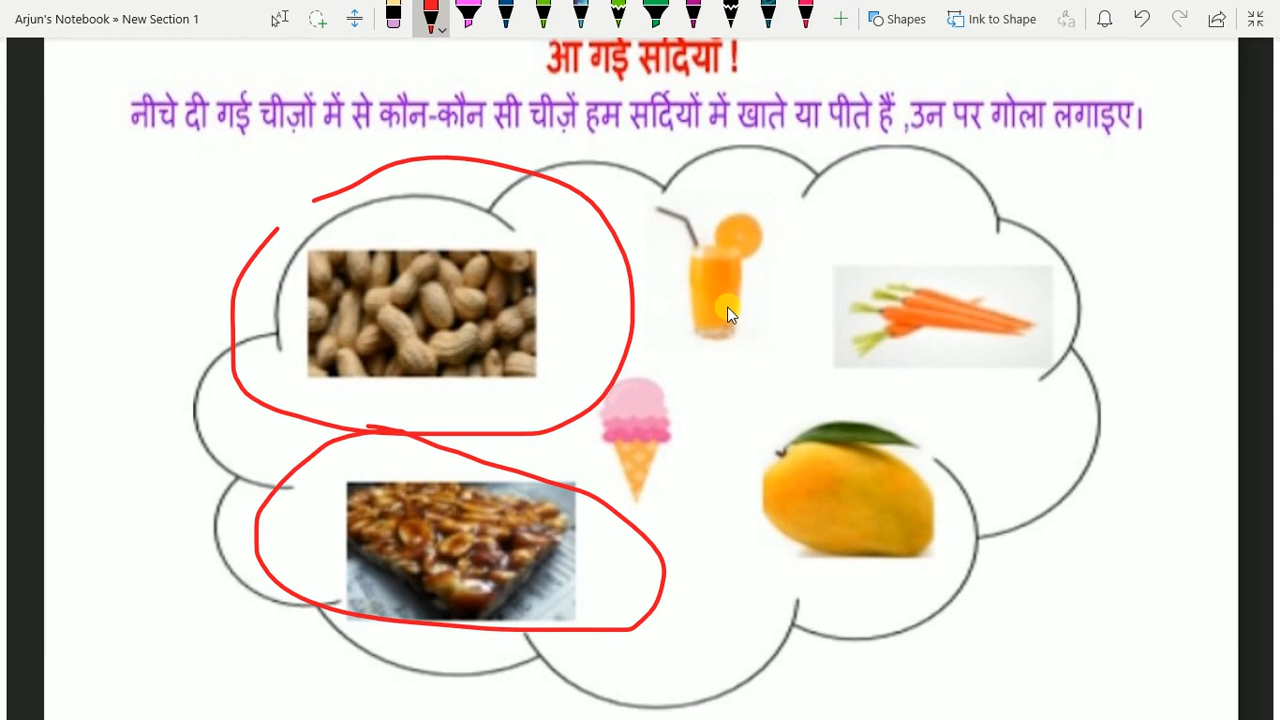 Arjun's Notebook » New Section 1
Shapes
Ink to Shape
आ गई सर्दियाँ !
नीचे दी गई चीज़ों में से कौन-कौन सी चीज़ें हम सर्दियों में खाते या पीते हैं ,उन पर गोला लगाइए।